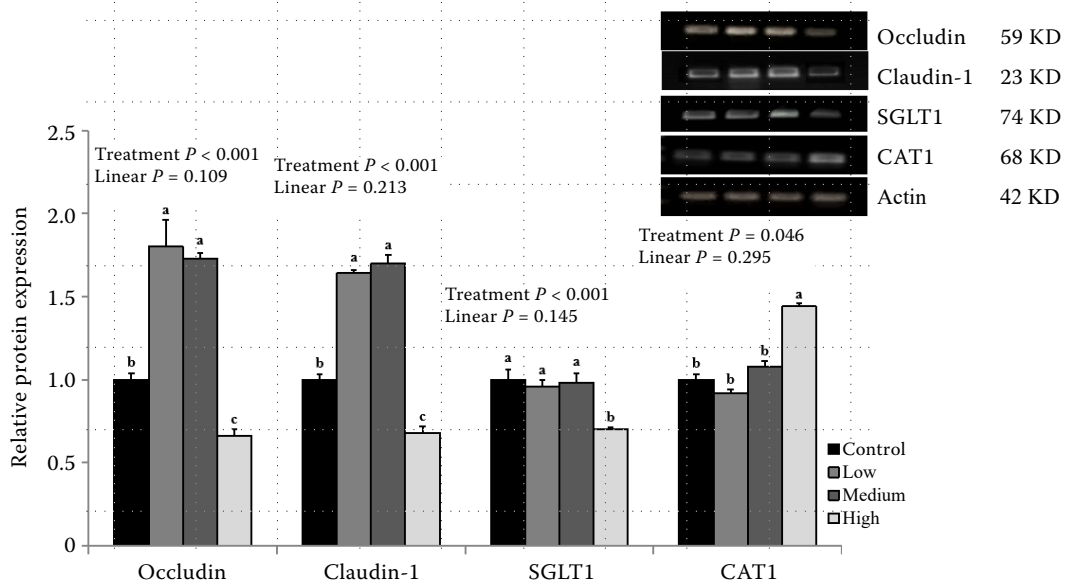 Occludin 59 KD
Claudin-1 23 KD
SGLT1 74 KD
CAT1 68 KD
Actin 42 KD
2.5
Treatment P < 0.001
Linear P = 0.109
Treatment P < 0.001
Linear P = 0.213
Treatment P = 0.046
Linear P = 0.295
Treatment P < 0.001
Linear P = 0.145
Relative protein expression
2.0
1.5
1.0
0.5
0
b a a c
b a a c
a a a b
b b b a
Control
Low
Medium
High
Occludin Claudin-1 SGLT1 CAT1